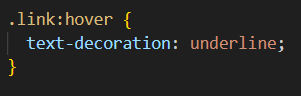 .link:hover {
  text-decoration: underline;
}